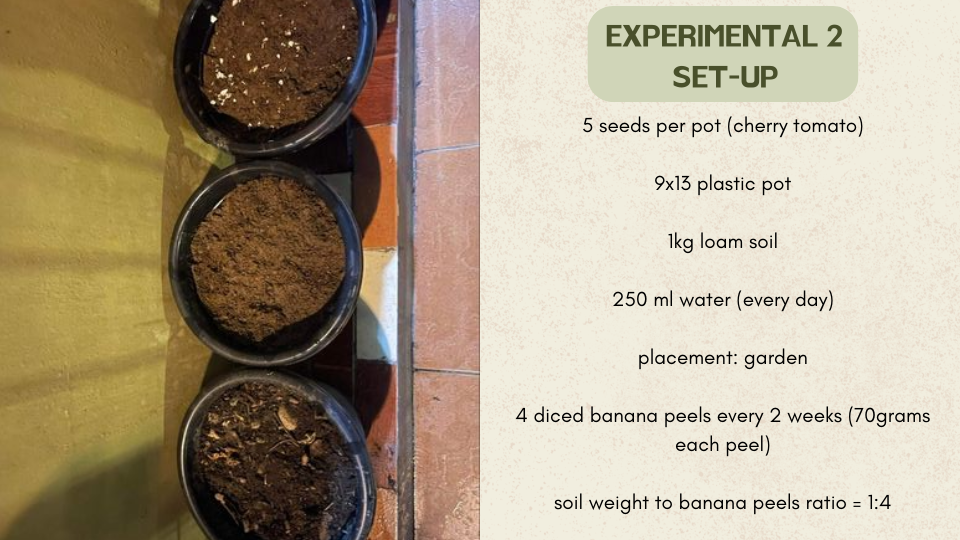 EXPERIMENTAL 2
SET-UP
5 seeds per pot (cherry tomato)
9x13 plastic pot
1kg loam soil
250 ml water (every day)
placement: garden
4 diced banana peels every 2 weeks (70grams
each peel)
soil weight to banana peels ratio = 1:4